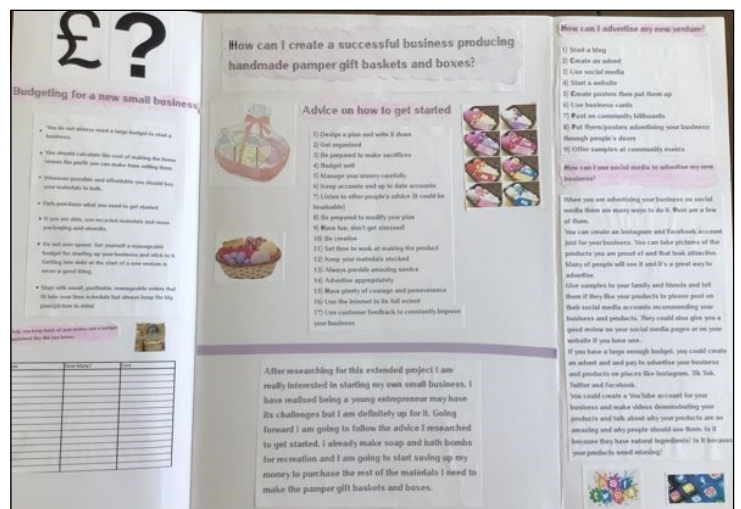 £?
Budgeting for a new small business
You do not always need a large budget to start a
business.
You should calculate the cost of making the items
versus the profit you can make from selling them.
Whenever possible and affordable you should buy
your materials in bulk.
Only purchase what you need to get started.
If you are able, use recycled materials and reuse
packaging and utensils.
Do not over spend. Set yourself a manageable
budget for starting up your business and stick to it.
Getting into debt at the start of a new venture is
never a good thing.
Start with small, profitable, manageable orders that
fit into your time schedule but always keep the big
plan/picture in mind.
How Many?
Cost
How can I create a successful business producing
handmade pamper gift baskets and boxes?
Advice on how to get started
1) Design a plan and write it down
2) Get organised
3) Be prepared to make sacrifices
4) Budget well
5) Manage your money carefully
6) Keep accurate and up to date accounts
7) Listen to other people's advice (it could be
invaluable)
8) Be prepared to modify your plan
9) Have fun, don't get stressed!
10) Be creative
11) Set time to work at making the product
12) Keep your materials stocked
13) Always provide amazing service
14) Advertise appropriately
15) Have plenty of courage and perseverance
16) Use the internet to its full extent
17) Use customer feedback to constantly improve
your business
After researching for this extended project I am
really interested in starting my own small business. I
have realised being a young entrepreneur may have
its challenges but I am definitely up for it. Going
forward I am going to follow the advice I researched
to get started. I already make soap and bath bombs
for recreation and I am going to start saving up my
money to purchase the rest of the materials I need to
make the pamper gift baskets and boxes.
How can I advertise my new venture?
1) Start a blog
2) Create an advert
3) Use social media
4) Start a website
5) Create posters then put them up
6) Use business cards
7) Post on community billboards
8) Put flyers/posters advertising your business
through people's doors
9) Offer samples at community events
How can I use social media to advertise my new
business?
When you are advertising your business on social
media there are many ways to do it. Here are a few
of them.
You can create an Instagram and Facebook account
just for your business. You can take pictures of the
products you are proud of and that look attractive.
Many of people will see it and it's a great way to
advertise.
Give samples to your family and friends and tell
them if they like your products to please post on
their social media accounts recommending your
business and products. They could also give you a
good review on your social media pages or on your
website if you have one.
If you have a large enough budget, you could create
an advert and and pay to advertise your business
and products on places like Instagram, Tik Tok,
Twitter and Facebook.
You could create a YouTube account for your
business and make videos demonstrating your
products and talk about why your products are so
amazing and why people should use them. Is it
because they have natural ingredients? Is it because
your products smell relaxing?